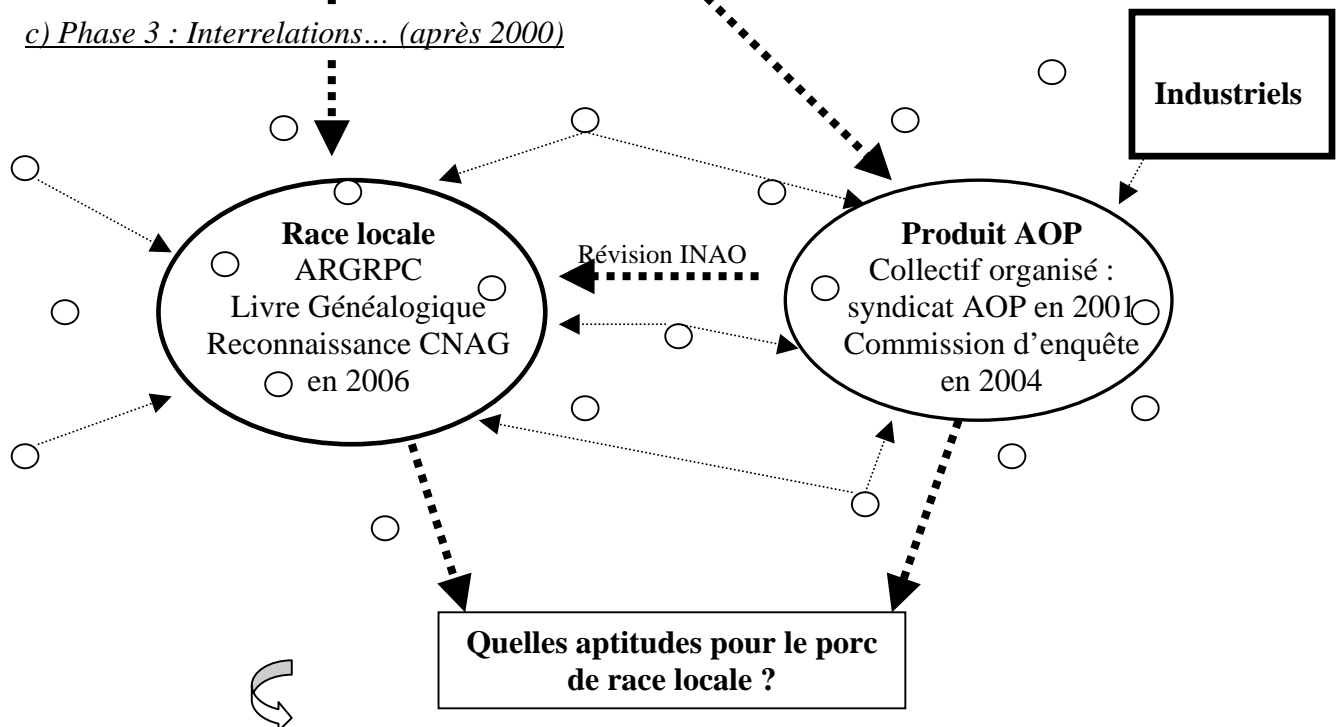 c) Phase 3 : Interrelations… (après 2000)
Industriels
Race locale
ARGRPC
Livre Généalogique
Reconnaissance CNAG
en 2006
Révision INAO
Produit AOP
Collectif organisé :
syndicat AOP en 2001
Commission d’enquête
en 2004
Quelles aptitudes pour le porc
de race locale ?